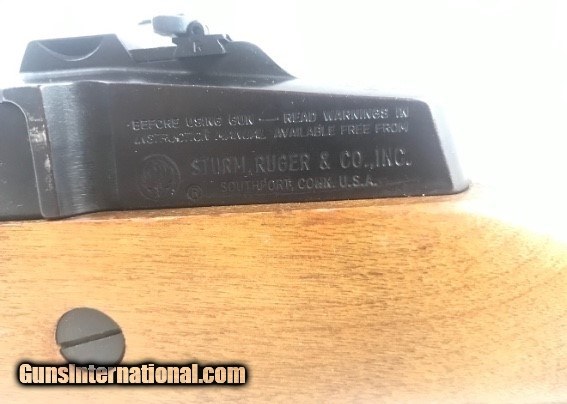 BEFORE USING GUN — READ WARNINGS IN
INSTRUCTION MANUAL AVAILABLE FREE FROM
STURM, RUGER & CO., INC.
® SOUTHPORT, CONN. U.S.A.
GunsInternational.com